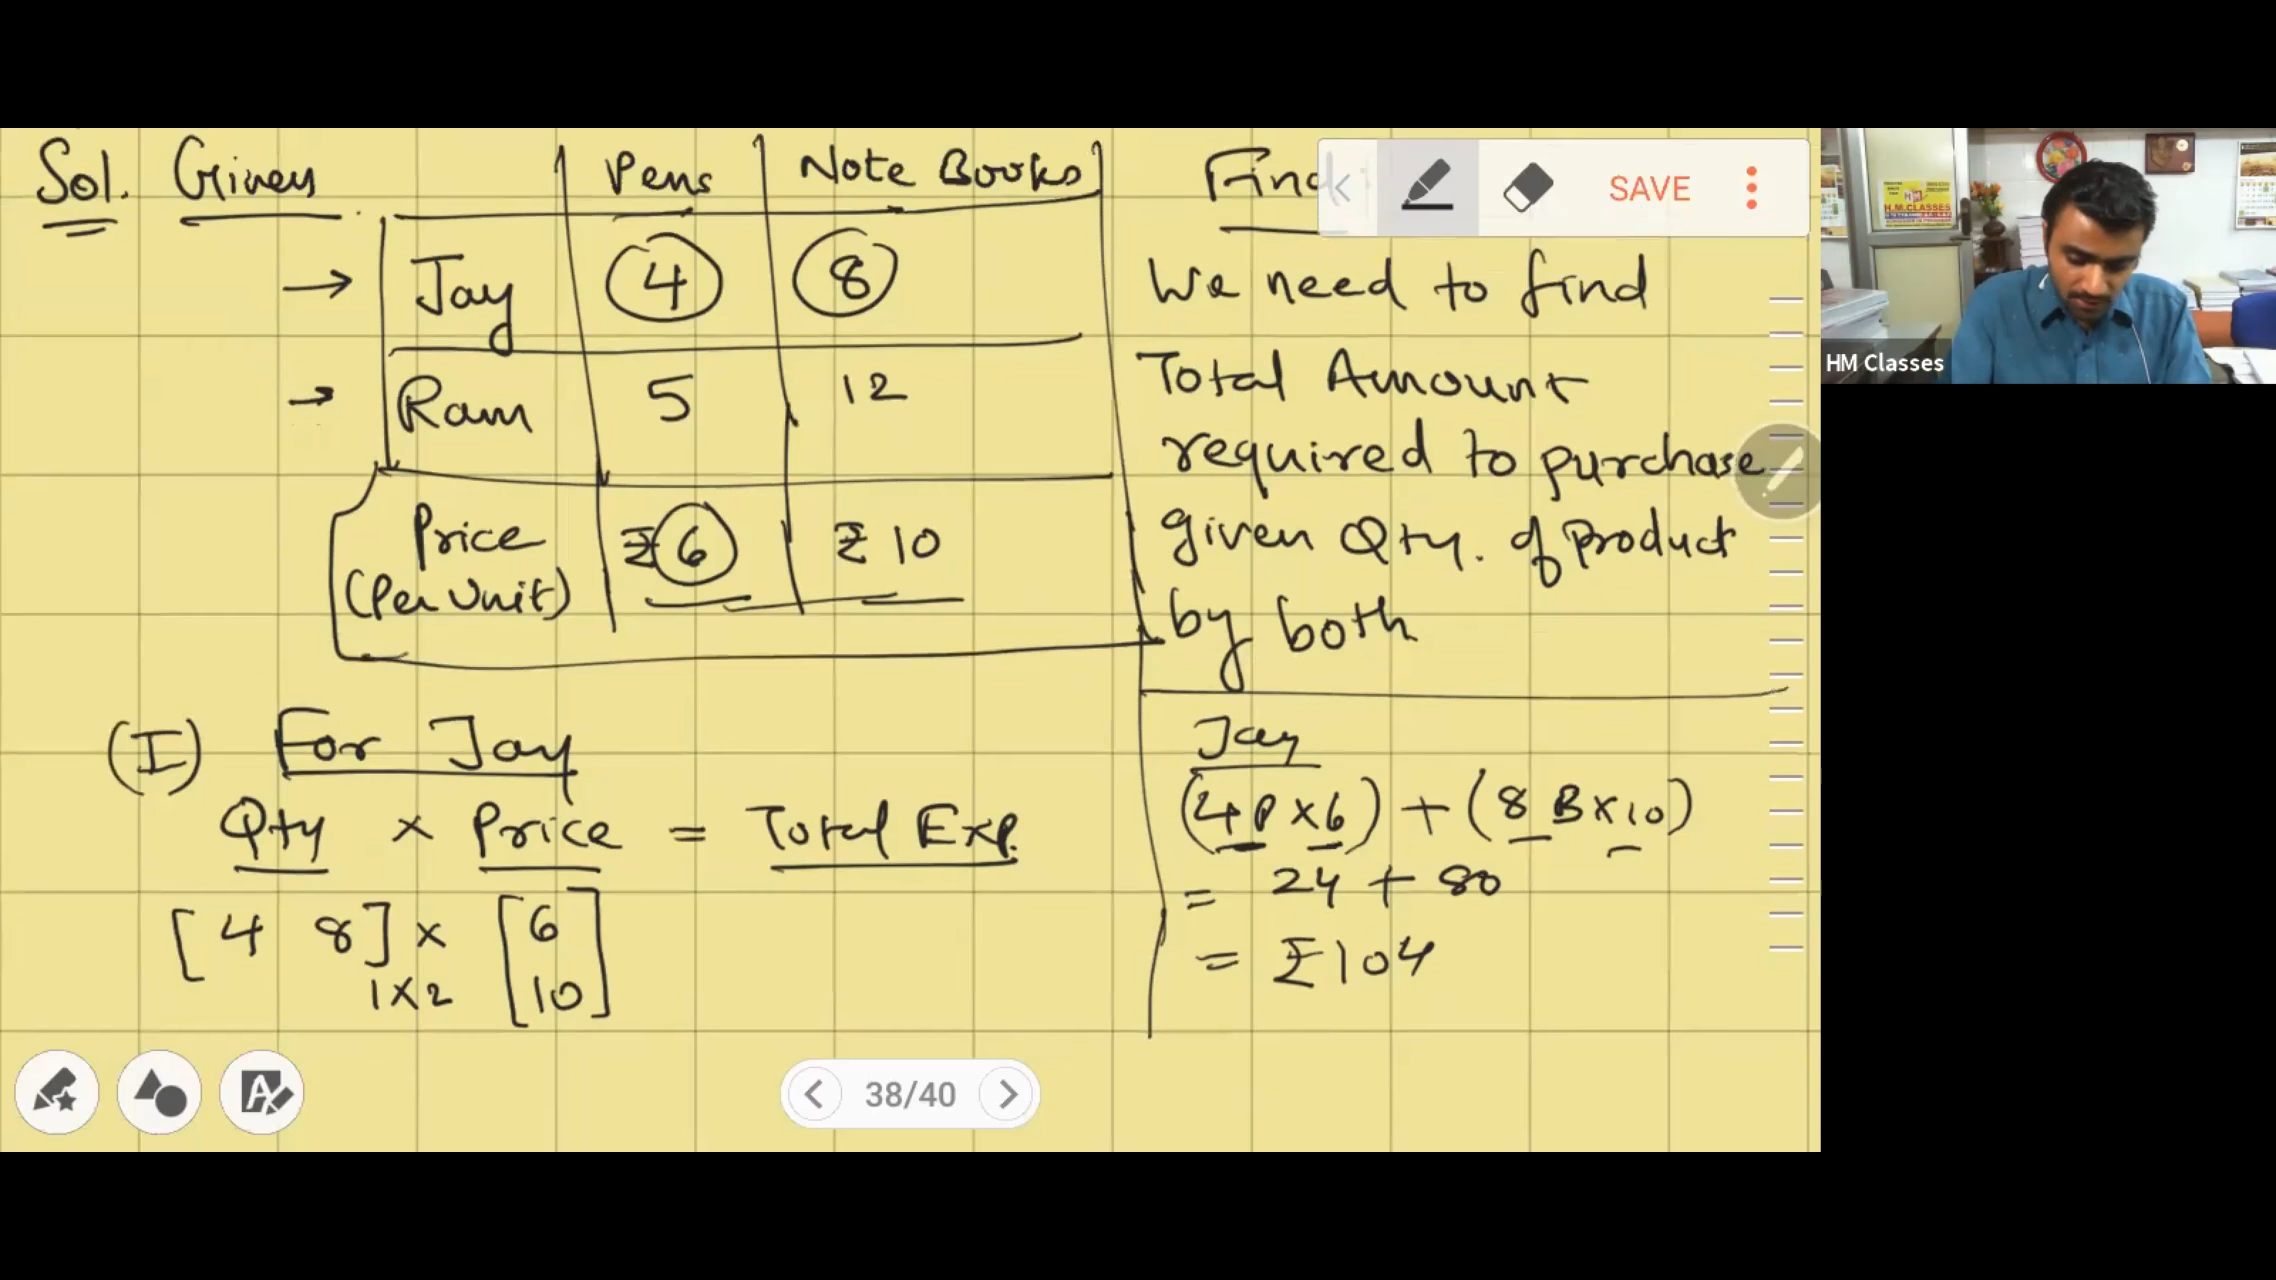 Sol. Given
Pens Note Books
Jay 4 8
Ram 5 12
Price ₹6 ₹10
(Per Unit)
Find
SAVE
We need to find
Total Amount
required to purchase
given Qty. of Product
by both
(I) For Jay
Qty × Price = Total Exp.
[4 8] × [6
1×2 10]
Jay
(4P×6) + (8B×10)
= 24 + 80
= ₹104
38/40
H.M.CLASSES
HM Classes